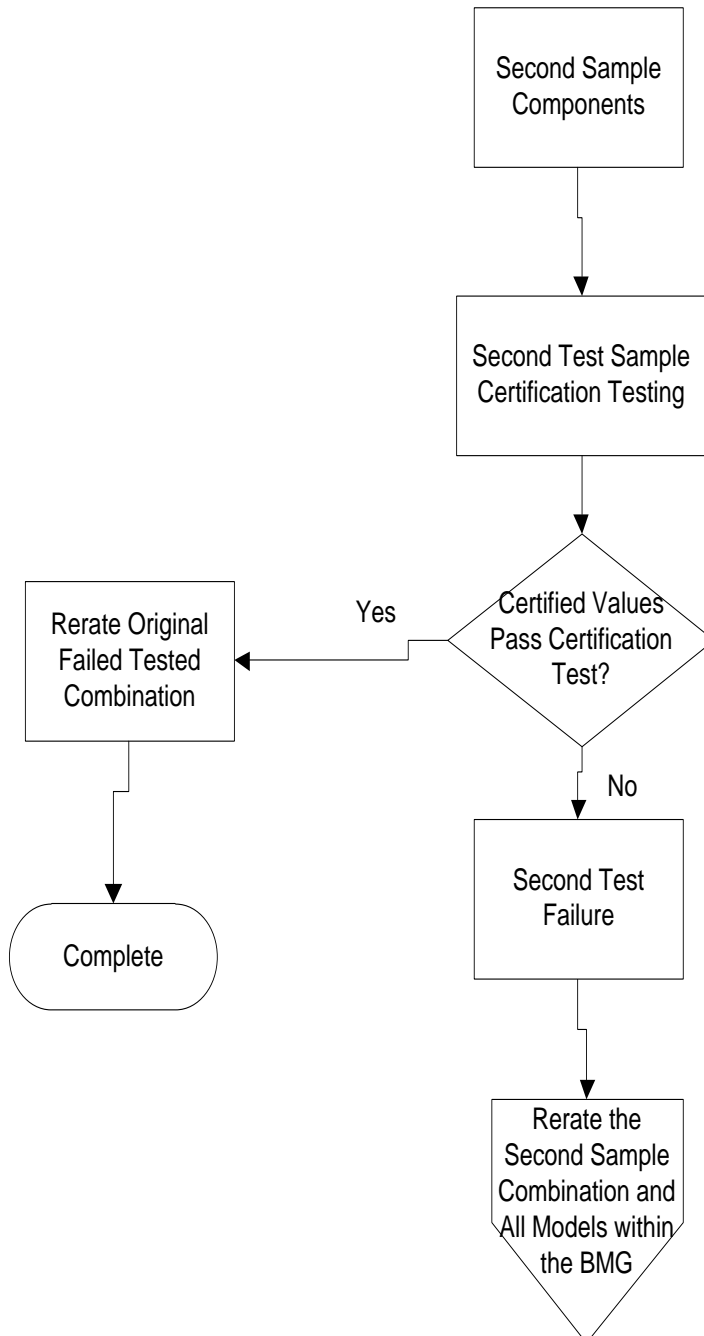 Second Sample
Components
Second Test Sample
Certification Testing
Certified Values
Pass Certification
Test?
Yes
Rerate Original
Failed Tested
Combination
Complete
No
Second Test
Failure
Rerate the
Second Sample
Combination and
All Models within
the BMG